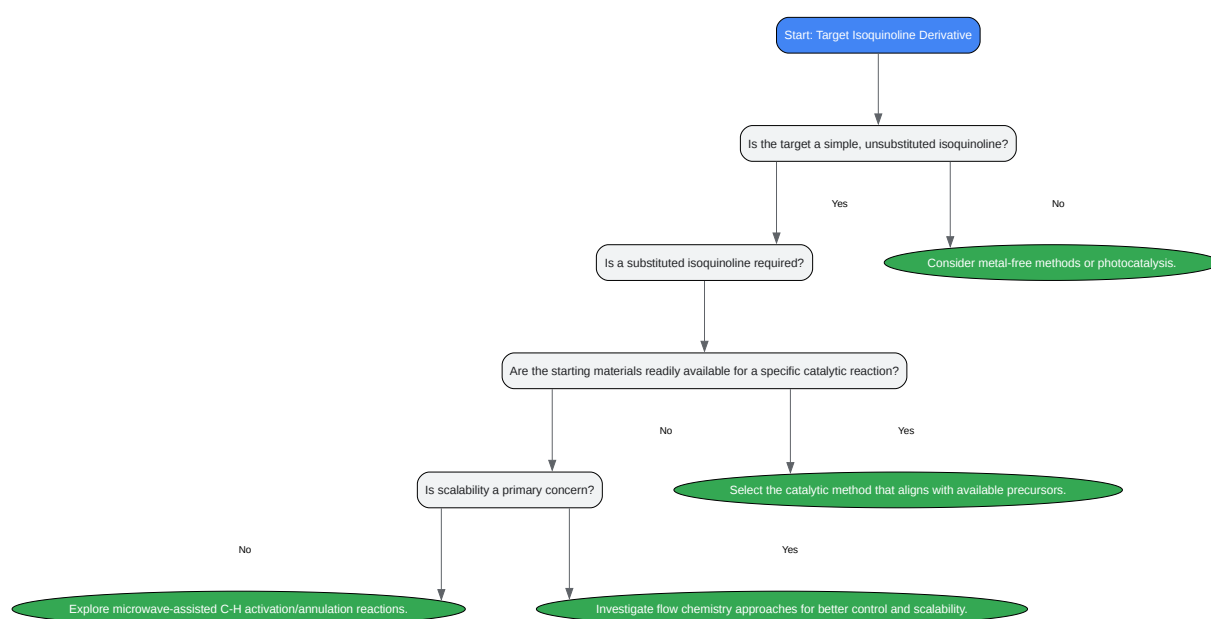 Start: Target Isoquinoline Derivative
Is the target a simple, unsubstituted isoquinoline?
Yes
No
Is a substituted isoquinoline required?
Consider metal-free methods or photocatalysis.
Are the starting materials readily available for a specific catalytic reaction?
No
Yes
Is scalability a primary concern?
Select the catalytic method that aligns with available precursors.
No
Yes
Explore microwave-assisted C-H activation/annulation reactions.
Investigate flow chemistry approaches for better control and scalability.